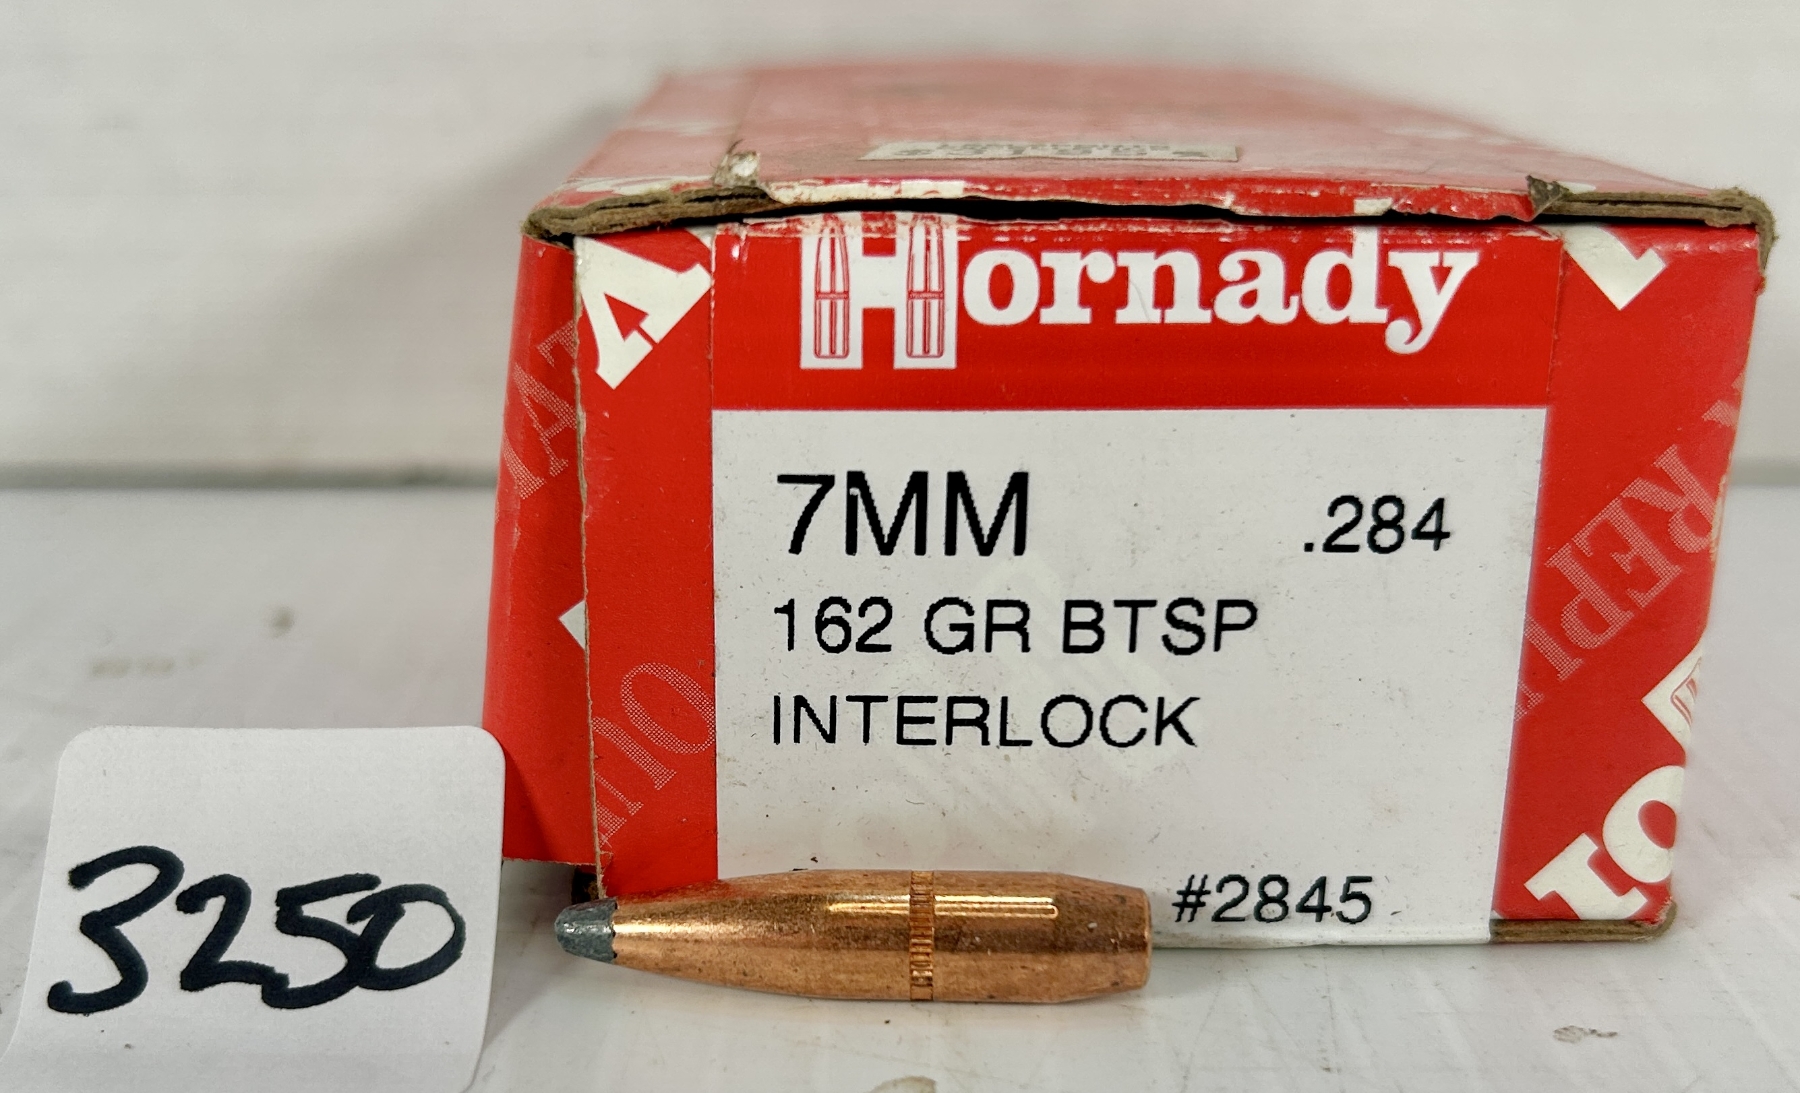 Hornady
7MM .284
162 GR BTSP
INTERLOCK
#2845
3250